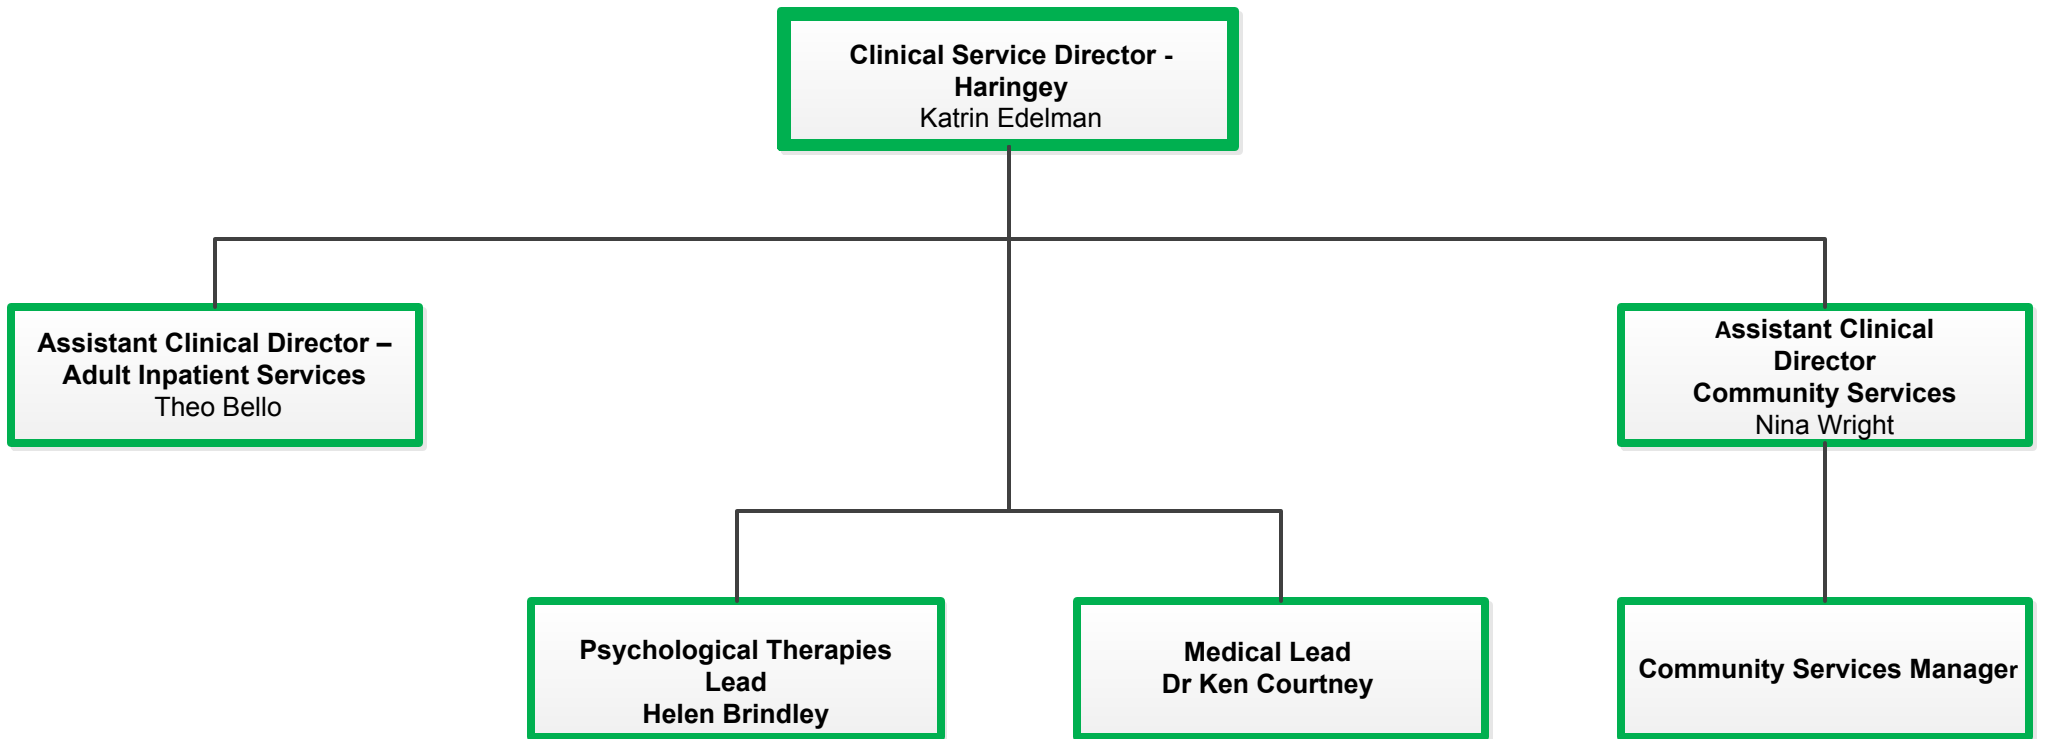 Clinical Service Director -
Haringey
Katrin Edelman
Assistant Clinical Director –
Adult Inpatient Services
Theo Bello
Assistant Clinical
Director
Community Services
Nina Wright
Psychological Therapies
Lead
Helen Brindley
Medical Lead
Dr Ken Courtney
Community Services Manager